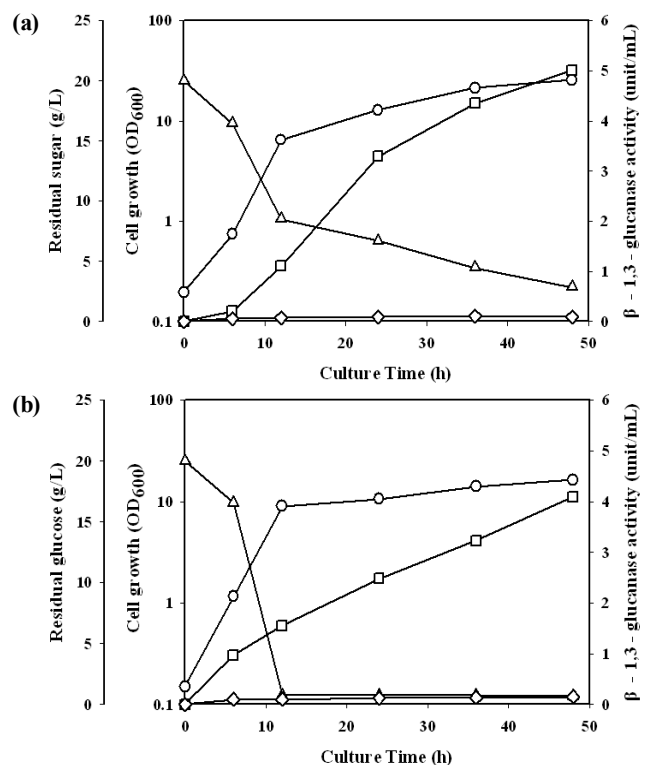 (a)
25
20
15
10
5
0
Residual sugar (g/L)
100
10
1
0.1
Cell growth (OD600)
6
5
4
3
2
1
0
β - 1,3 - glucanase activity (unit/mL)
0 10 20 30 40 50
Culture Time (h)
(b)
25
20
15
10
5
0
Residual glucose (g/L)
100
10
1
0.1
Cell growth (OD600)
6
5
4
3
2
1
0
β - 1,3 - glucanase activity (unit/mL)
0 10 20 30 40 50
Culture Time (h)